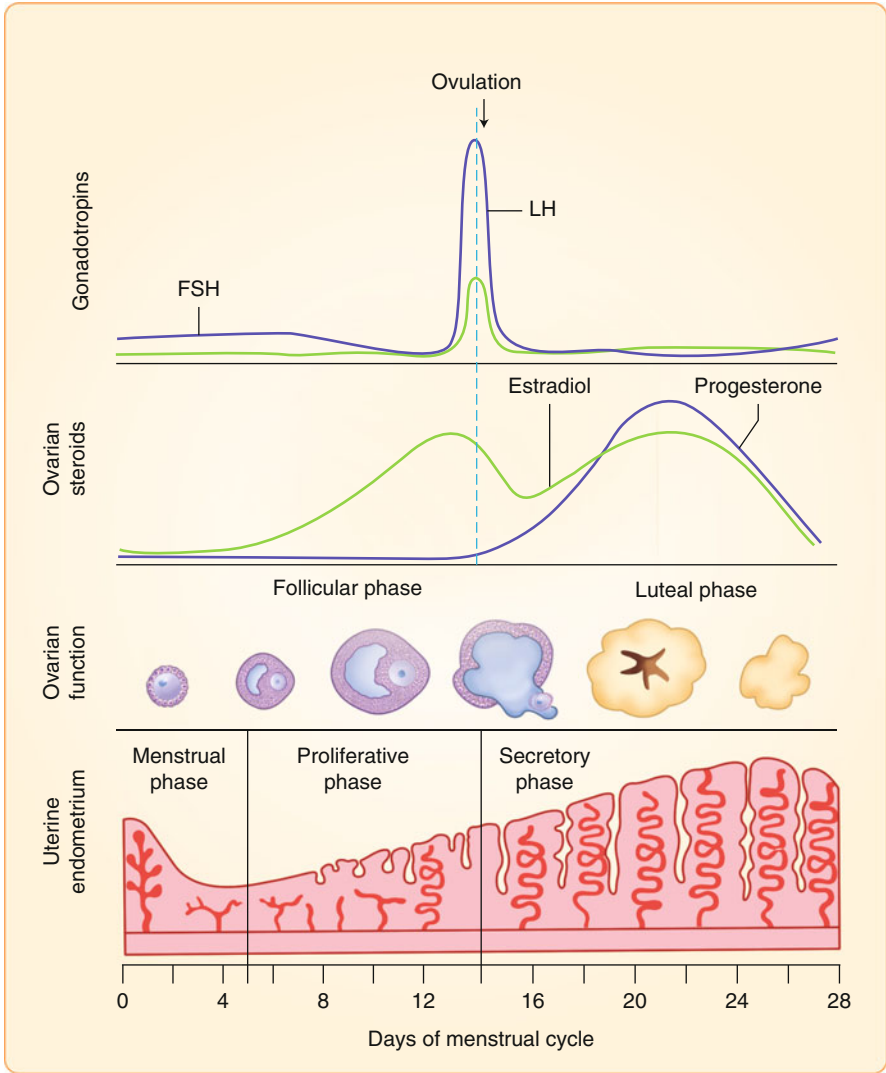 Ovulation
LH
FSH
Gonadotropins
Estradiol
Progesterone
Ovarian
steroids
Follicular phase
Luteal phase
Ovarian
function
Menstrual
phase
Proliferative
phase
Secretory
phase
Uterine
endometrium
0 4 8 12 16 20 24 28
Days of menstrual cycle